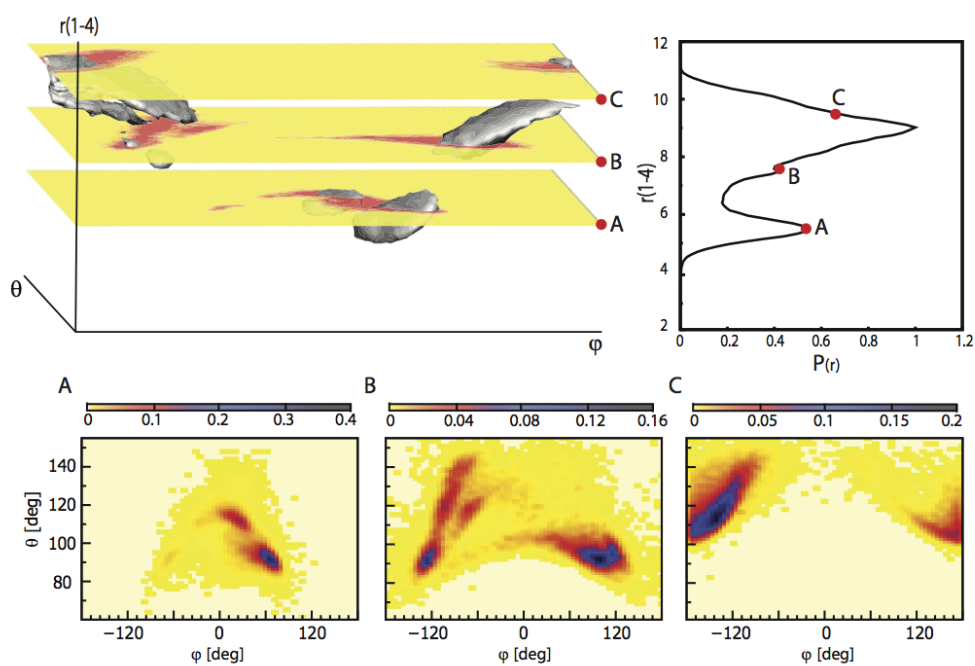 r(1-4)
C
B
A
θ
φ
12
10
8
6
4
2
r(1-4)
C
B
A
0 0.2 0.4 0.6 0.8 1 1.2
P(r)
A
0 0.1 0.2 0.3 0.4
B
0 0.04 0.08 0.12 0.16
C
0 0.05 0.1 0.15 0.2
θ [deg]
140
120
100
80
−120 0 120
φ [deg]
−120 0 120
φ [deg]
−120 0 120
φ [deg]